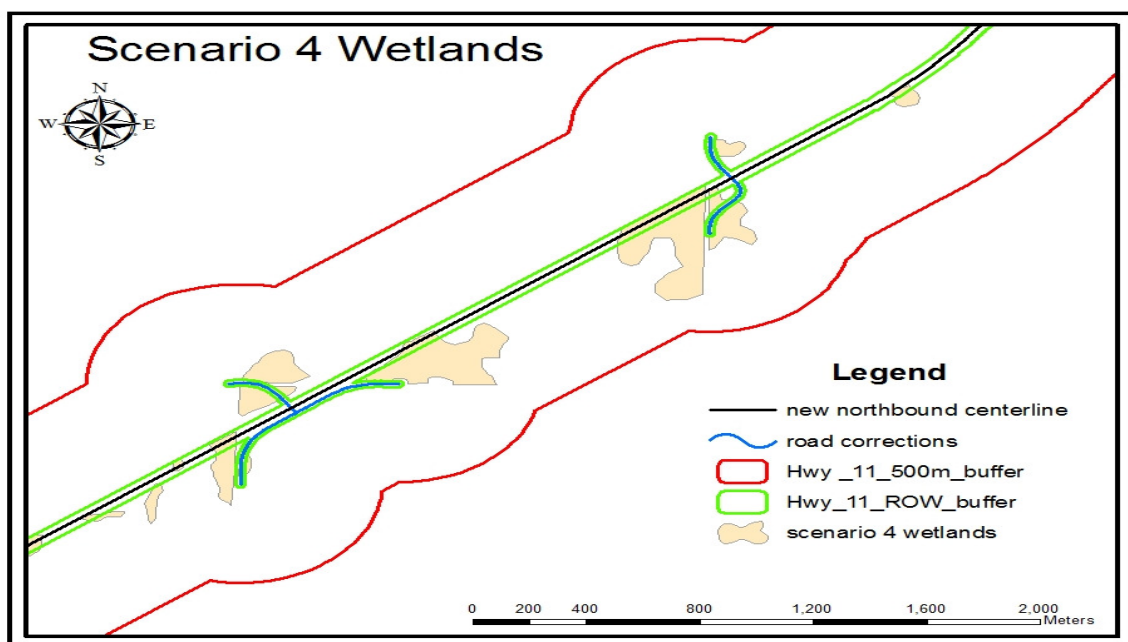 Scenario 4 Wetlands
N
W E
S
Legend
new northbound centerline
road corrections
Hwy _11_500m_buffer
Hwy_11_ROW_buffer
scenario 4 wetlands
0 200 400 800 1,200 1,600 2,000
Meters